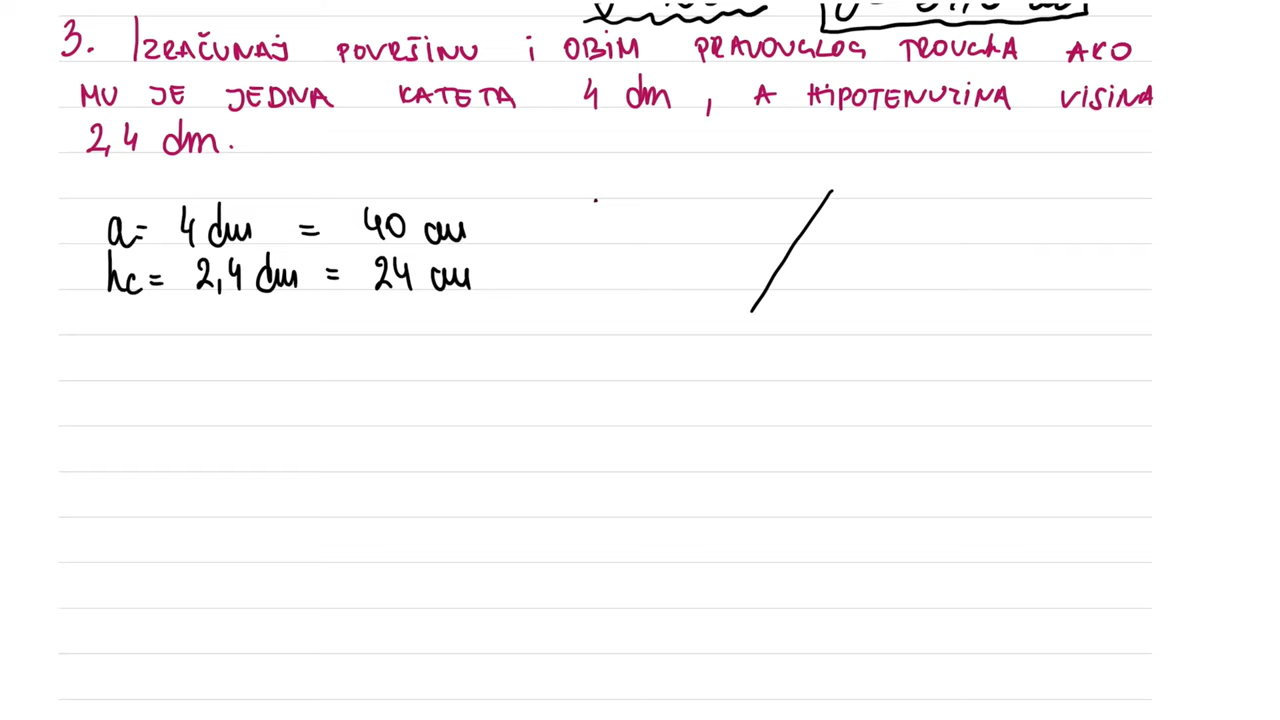 3. IZRAČUNAJ POVRŠINU I OBIM PRAVOUGLOG TROUGLA AKO
MU JE JEDNA KATETA 4 dm, A HIPOTENUZINA VISINA
2,4 dm.
a = 4 dm = 40 cm
hc = 2,4 dm = 24 cm